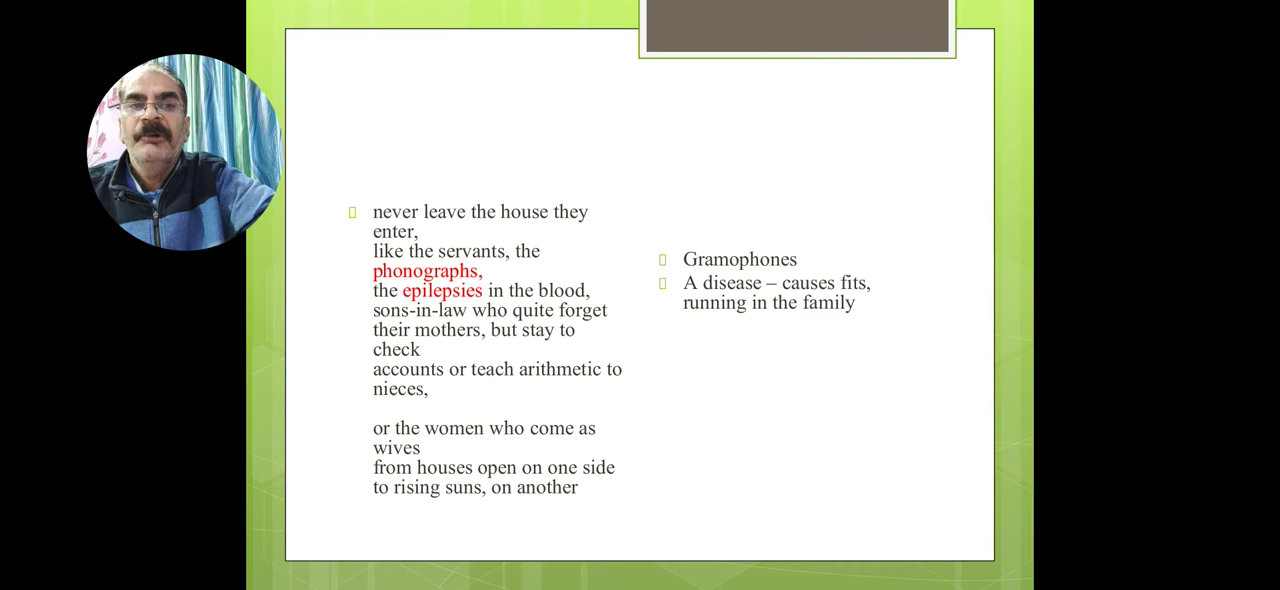 never leave the house they
enter,
like the servants, the
phonographs,
the epilepsies in the blood,
sons-in-law who quite forget
their mothers, but stay to
check
accounts or teach arithmetic to
nieces,
or the women who come as
wives
from houses open on one side
to rising suns, on another
Gramophones
A disease – causes fits,
running in the family